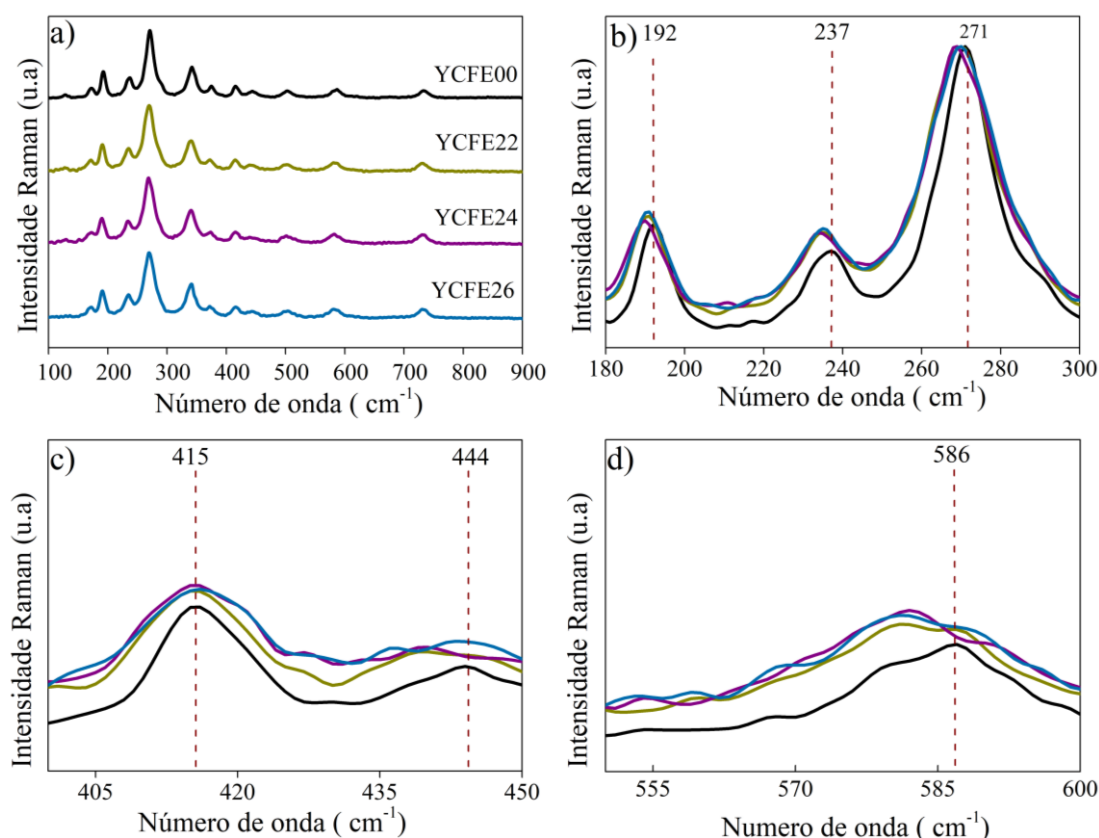 a)
YCFE00
YCFE22
YCFE24
YCFE26
Intensidade Raman (u.a)
100 200 300 400 500 600 700 800 900
Número de onda ( cm⁻¹)
b)
192 237 271
Intensidade Raman (u.a)
180 200 220 240 260 280 300
Número de onda ( cm⁻¹)
c)
415 444
Intensidade Raman (u.a)
405 420 435 450
Número de onda ( cm⁻¹)
d)
586
Intensidade Raman (u.a)
555 570 585 600
Numero de onda ( cm⁻¹)